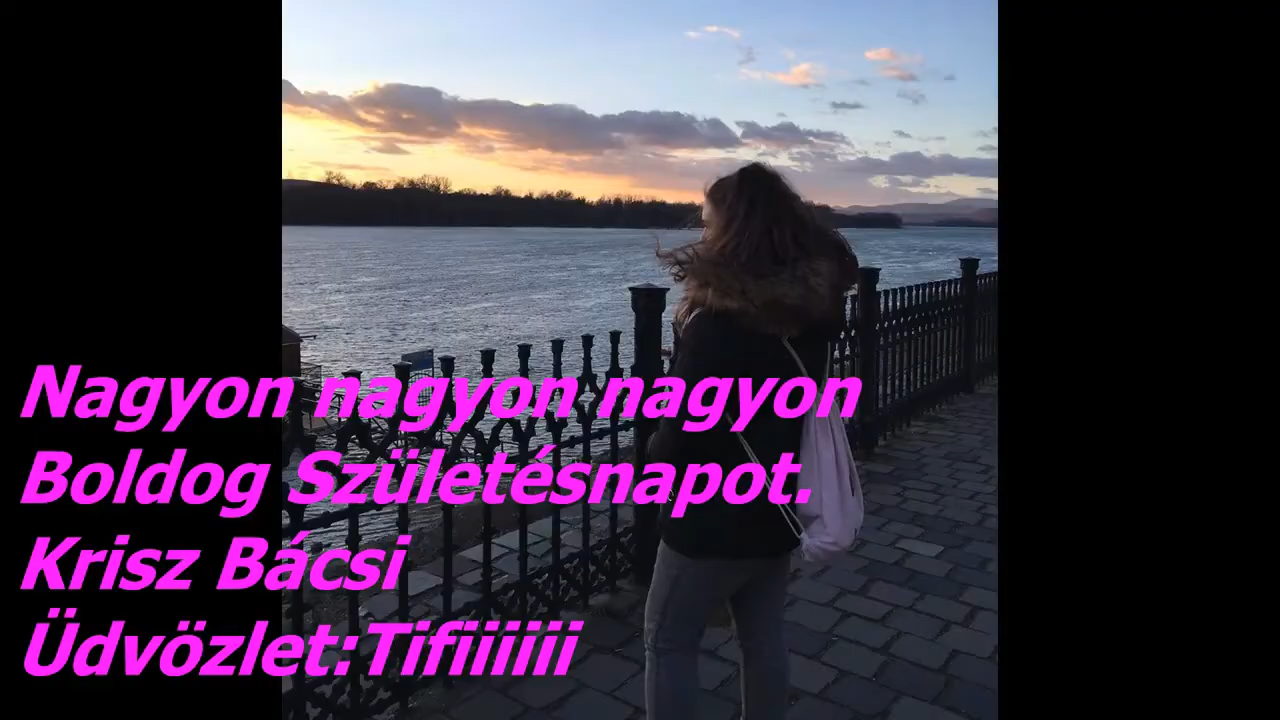 Nagyon nagyon nagyon
Boldog Születésnapot.
Krisz Bácsi
Üdvözlet:Tifiiiiii